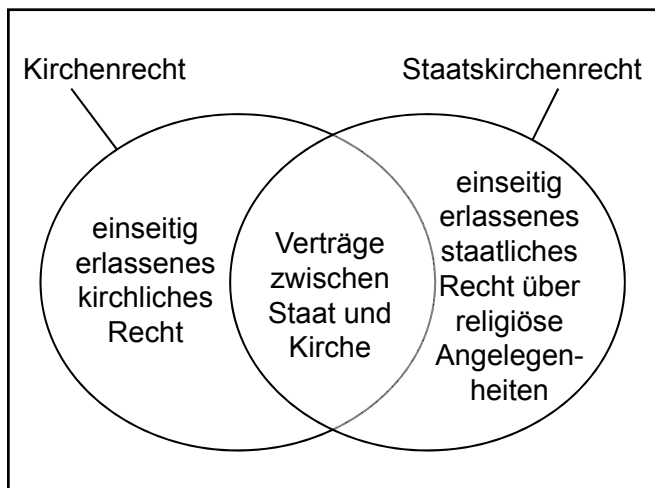 Kirchenrecht
Staatskirchenrecht
einseitig
erlassenes
kirchliches
Recht
Verträge
zwischen
Staat und
Kirche
einseitig
erlassenes
staatliches
Recht über
religiöse
Angelegen-
heiten